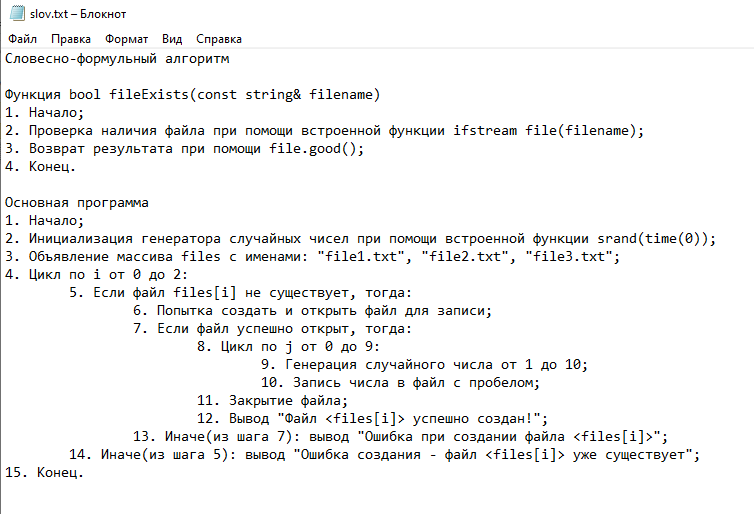 slov.txt – Блокнот
Файл Правка Формат Вид Справка
Словесно-формульный алгоритм

Функция bool fileExists(const string& filename)
1. Начало;
2. Проверка наличия файла при помощи встроенной функции ifstream file(filename);
3. Возврат результата при помощи file.good();
4. Конец.

Основная программа
1. Начало;
2. Инициализация генератора случайных чисел при помощи встроенной функции srand(time(0));
3. Объявление массива files с именами: "file1.txt", "file2.txt", "file3.txt";
4. Цикл по i от 0 до 2:
5. Если файл files[i] не существует, тогда:
6. Попытка создать и открыть файл для записи;
7. Если файл успешно открыт, тогда:
8. Цикл по j от 0 до 9:
9. Генерация случайного числа от 1 до 10;
10. Запись числа в файл с пробелом;
11. Закрытие файла;
12. Вывод "Файл <files[i]> успешно создан!";
13. Иначе(из шага 7): вывод "Ошибка при создании файла <files[i]>";
14. Иначе(из шага 5): вывод "Ошибка создания - файл <files[i]> уже существует";
15. Конец.